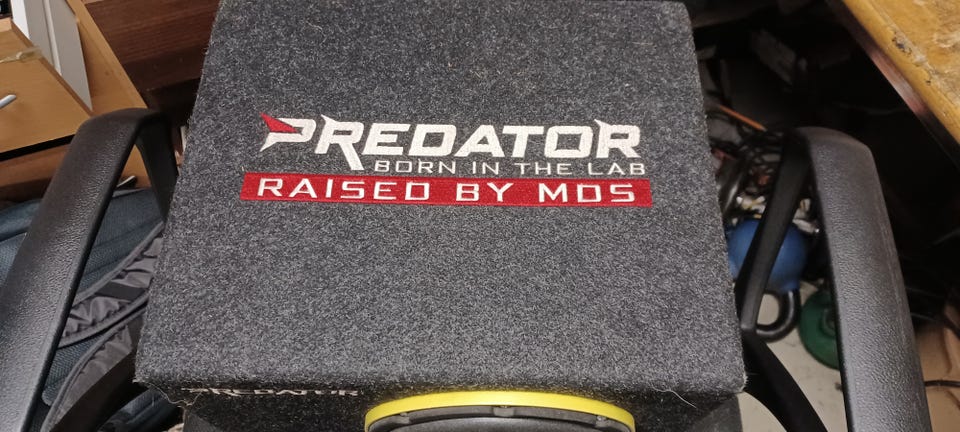 PREDATOR
BORN IN THE LAB
RAISED BY MDS
PREDATOR